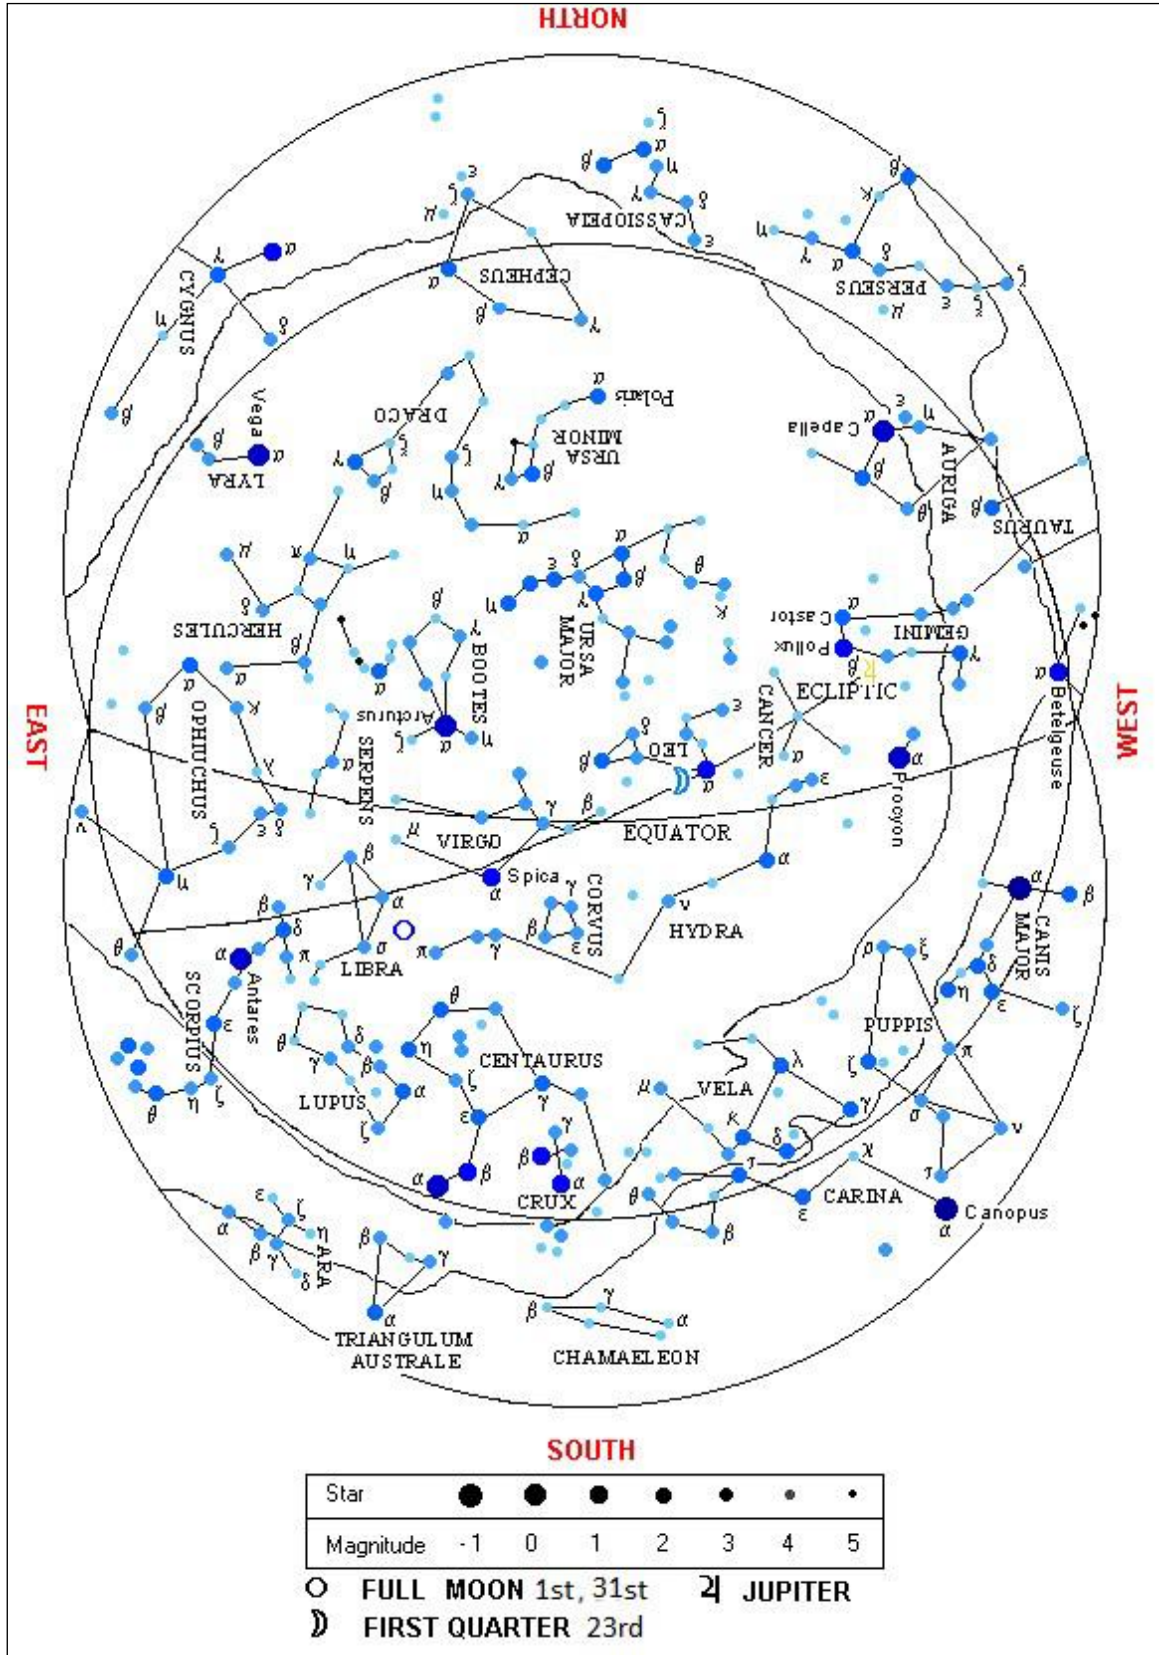 NORTH
ζ
α
β
η
ε
γ
δ
CASSIOPEIA
ζ
μ
ε
β
κ
η
γ
α
δ
PERSEUS
ε
ξ
ζ
μ
α
γ
CYGNUS
δ
η
β
α
CEPHEUS
β
γ
α
Polaris
URSA
MINOR
β
γ
DRACO
ξ
γ
β
ζ
η
α
Vega
β
α
LYRA
ε
α
η
Capella
β
θ
AURIGA
β
TAURUS
μ
π
η
δ
HERCULES
β
α
α
δ
ε
β
γ
η
URSA
MAJOR
θ
κ
Castor
α
Pollux
β
GEMINI
γ
ECLIPTIC
α
Betelgeuse
EAST
WEST
β
γ
BOOTES
Arcturus
ζ
α
η
α
β
α
OPHIUCHUS
κ
λ
ε
δ
ζ
ν
μ
θ
SERPENS
α
α
ε
δ
LEO
β
α
CANCER
α
α
Procyon
ε
EQUATOR
VIRGO
μ
γ
β
Spica
α
β
γ
α
σ
LIBRA
CORVUS
γ
β
ε
π
γ
HYDRA
ν
α
α
β
CANIS
MAJOR
δ
η
ε
ζ
β
δ
π
α
Antares
SCORPIUS
ε
ζ
η
θ
θ
δ
γ
β
α
LUPUS
ζ
θ
η
CENTAURUS
ζ
γ
ε
α
β
γ
β
α
CRUX
ρ
ξ
PUPPIS
ζ
π
σ
ν
τ
λ
VELA
μ
κ
δ
γ
χ
ι
θ
β
ε
CARINA
Canopus
α
ε
ζ
α
η
β
γ
δ
ARA
β
γ
α
TRIANGULUM
AUSTRALE
γ
β
α
CHAMAELEON
SOUTH
Star
Magnitude -1 0 1 2 3 4 5
FULL MOON 1st, 31st ♃ JUPITER
FIRST QUARTER 23rd